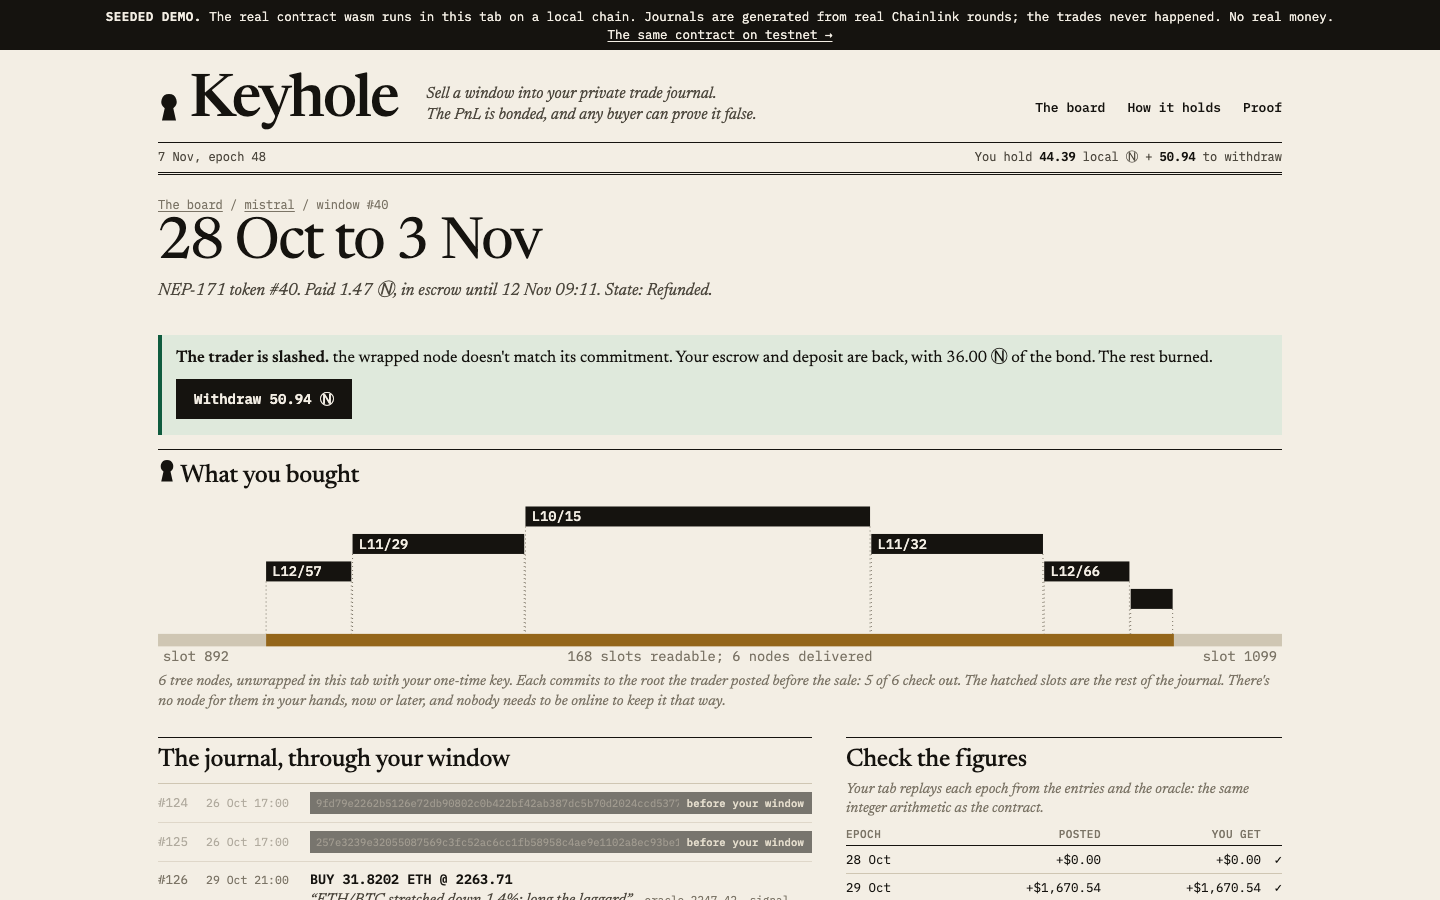 SEEDED DEMO. The real contract wasm runs in this tab on a local chain. Journals are generated from real Chainlink rounds; the trades never happened. No real money.
The same contract on testnet →
Keyhole
Sell a window into your private trade journal.
The PnL is bonded, and any buyer can prove it false.
The board How it holds Proof
7 Nov, epoch 48
You hold 44.39 local Ⓝ + 50.94 to withdraw
The board / mistral / window #40
28 Oct to 3 Nov
NEP-171 token #40. Paid 1.47 Ⓝ, in escrow until 12 Nov 09:11. State: Refunded.
The trader is slashed. the wrapped node doesn't match its commitment. Your escrow and deposit are back, with 36.00 Ⓝ of the bond. The rest burned.
Withdraw 50.94 Ⓝ
What you bought
L10/15
L11/29 L11/32
L12/57 L12/66
slot 892 168 slots readable; 6 nodes delivered slot 1099
6 tree nodes, unwrapped in this tab with your one-time key. Each commits to the root the trader posted before the sale: 5 of 6 check out. The hatched slots are the rest of the journal. There's
no node for them in your hands, now or later, and nobody needs to be online to keep it that way.
The journal, through your window
#124 26 Oct 17:00 before your window
#125 26 Oct 17:00 before your window
#126 29 Oct 21:00 BUY 31.8202 ETH @ 2263.71
“ETH/BTC stretched down 1.4%: long the laggard” oracle 2247.42, signal
Check the figures
Your tab replays each epoch from the entries and the oracle: the same
integer arithmetic as the contract.
EPOCH POSTED YOU GET
28 Oct +$0.00 +$0.00 ✓
29 Oct +$1,670.54 +$1,670.54 ✓